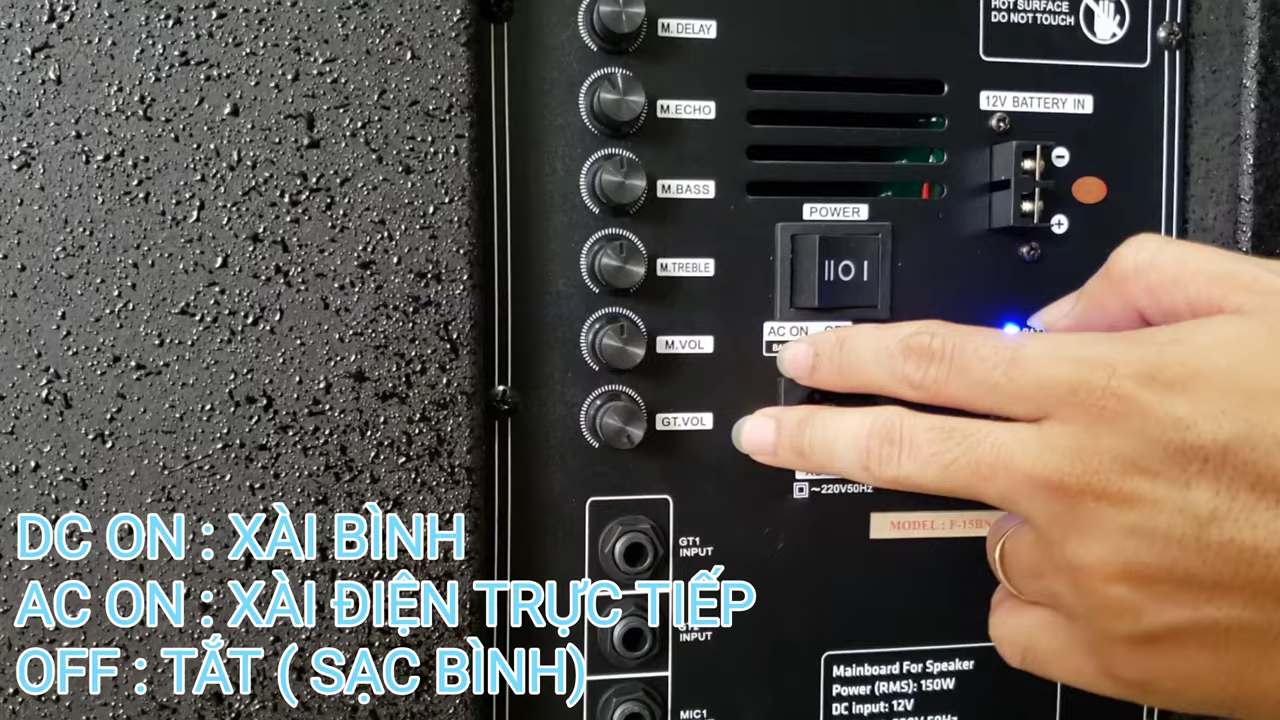 HOT SURFACE
DO NOT TOUCH
M. DELAY
M.ECHO
12V BATTERY IN
M.BASS
POWER
M.TREBLE
AC ON
M.VOL
GT.VOL
~220V50Hz
MODEL : F-15BN
GT1
INPUT
INPUT
MIC1
Mainboard For Speaker
Power (RMS): 150W
DC input: 12V
DC ON : XÀI BÌNH
AC ON : XÀI ĐIỆN TRỰC TIẾP
OFF : TẮT ( SẠC BÌNH)